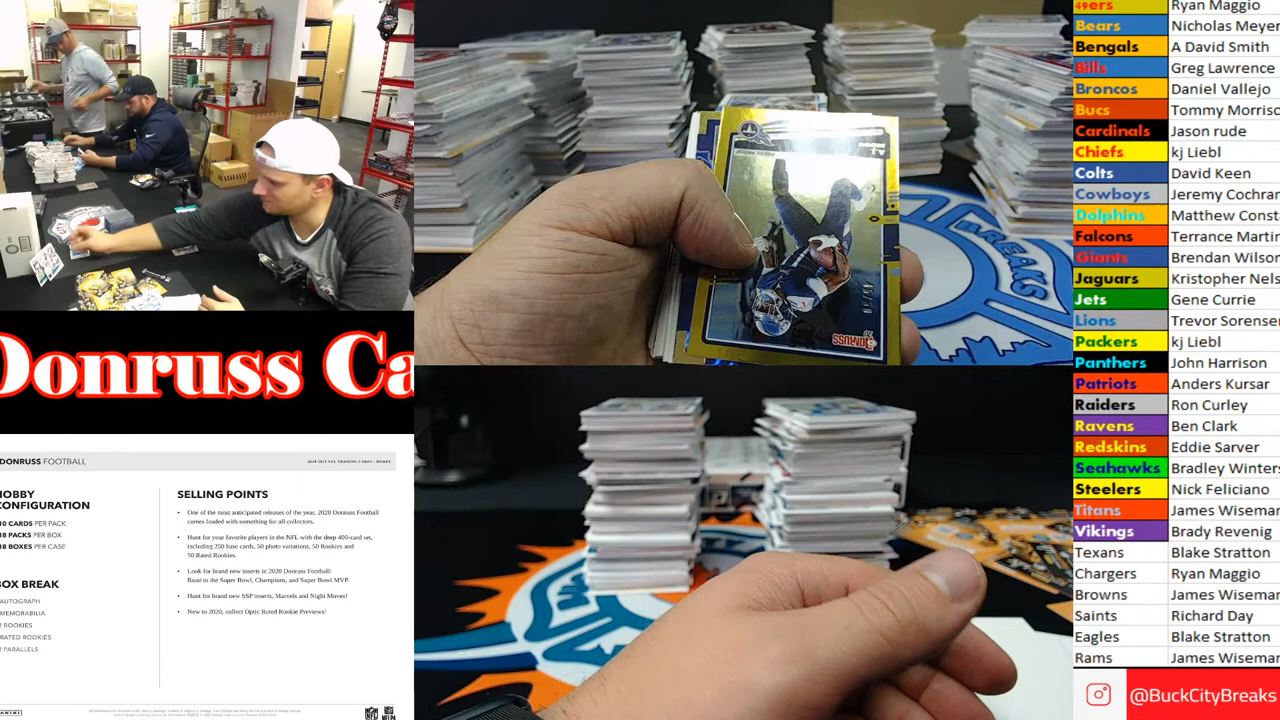 Donruss Ca
DONRUSS FOOTBALL
HOBBY
CONFIGURATION
10 CARDS PER PACK
18 PACKS PER BOX
18 BOXES PER CASE
BOX BREAK
AUTOGRAPH
MEMORABILIA
ROOKIES
RATED ROOKIES
PARALLELS
SELLING POINTS
• One of the most anticipated releases of the year, 2020 Donruss Football
comes loaded with something for all collectors.
• Hunt for your favorite players in the NFL with the deep 400-card set,
including 250 base cards, 50 photo variations, 50 Rookies and
50 Rated Rookies.
• Look for brand new inserts in 2020 Donruss Football:
Road to the Super Bowl, Champions, and Super Bowl MVP.
• Hunt for brand new SSP inserts, Marvels and Night Moves!
• New to 2020, collect Optic Rated Rookie Previews!
PANINI
NFL
NFLPA
DONRUSS
BREAKS
49ers Ryan Maggio
Bears Nicholas Meyer
Bengals A David Smith
Bills Greg Lawrence
Broncos Daniel Vallejo
Bucs Tommy Morriso
Cardinals Jason rude
Chiefs kj Liebl
Colts David Keen
Cowboys Jeremy Cochran
Dolphins Matthew Const
Falcons Terrance Martin
Giants Brendan Wilson
Jaguars Kristopher Nels
Jets Gene Currie
Lions Trevor Sorensen
Packers kj Liebl
Panthers John Harrison
Patriots Anders Kursar
Raiders Ron Curley
Ravens Ben Clark
Redskins Eddie Sarver
Seahawks Bradley Winters
Steelers Nick Feliciano
Titans James Wiseman
Vikings Brady Revenig
Texans Blake Stratton
Chargers Ryan Maggio
Browns James Wiseman
Saints Richard Day
Eagles Blake Stratton
Rams James Wiseman
@BuckCityBreaks